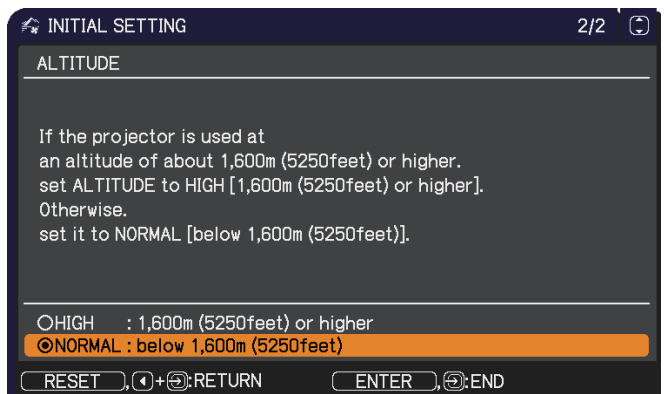 INITIAL SETTING 2/2
ALTITUDE
If the projector is used at
an altitude of about 1,600m (5250feet) or higher.
set ALTITUDE to HIGH [1,600m (5250feet) or higher].
Otherwise.
set it to NORMAL [below 1,600m (5250feet)].
HIGH : 1,600m (5250feet) or higher
NORMAL : below 1,600m (5250feet)
RESET , + :RETURN ENTER , :END